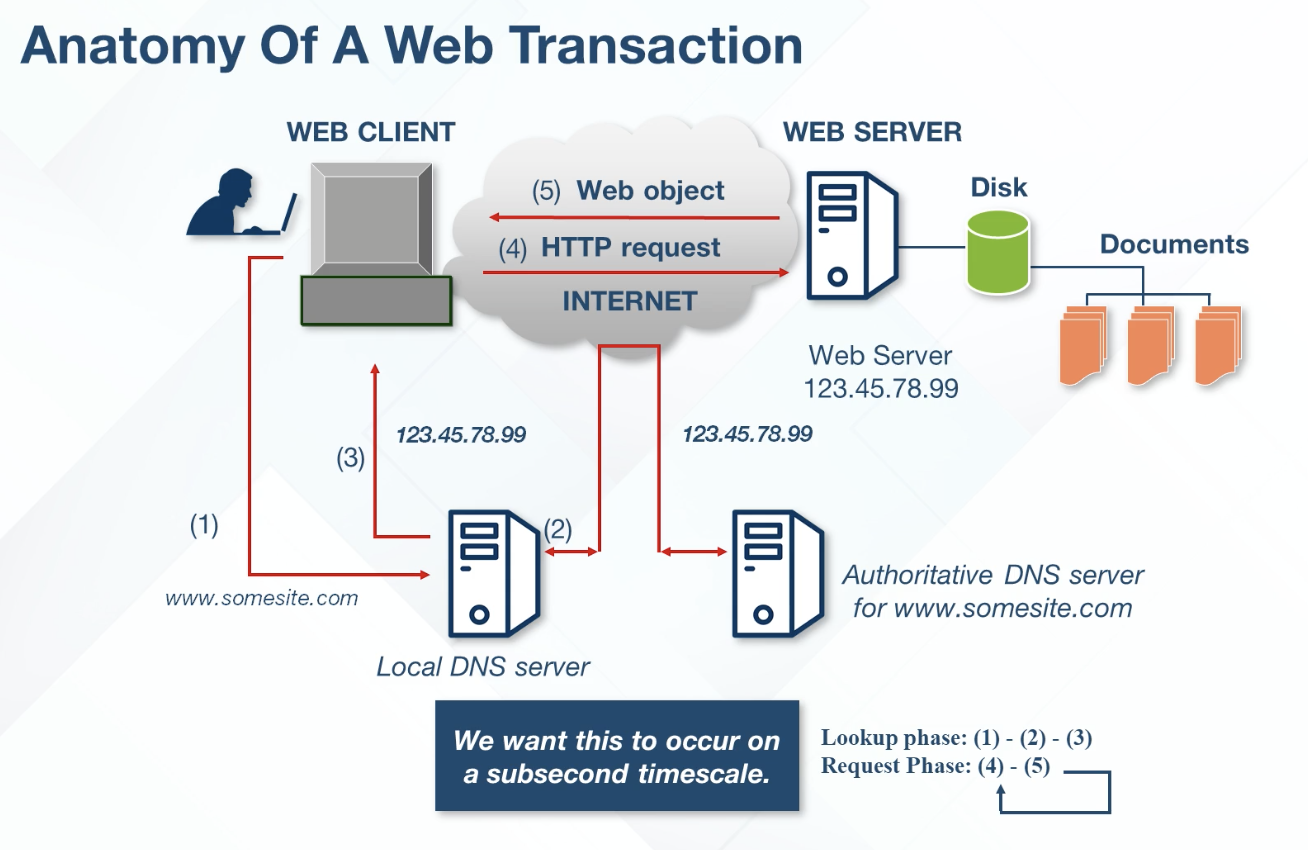 Anatomy Of A Web Transaction
WEB CLIENT
WEB SERVER
(5) Web object
(4) HTTP request
INTERNET
Disk
Documents
Web Server
123.45.78.99
(3)
123.45.78.99
123.45.78.99
(1)
(2)
www.somesite.com
Authoritative DNS server
for www.somesite.com
Local DNS server
We want this to occur on
a subsecond timescale.
Lookup phase: (1) - (2) - (3)
Request Phase: (4) - (5)